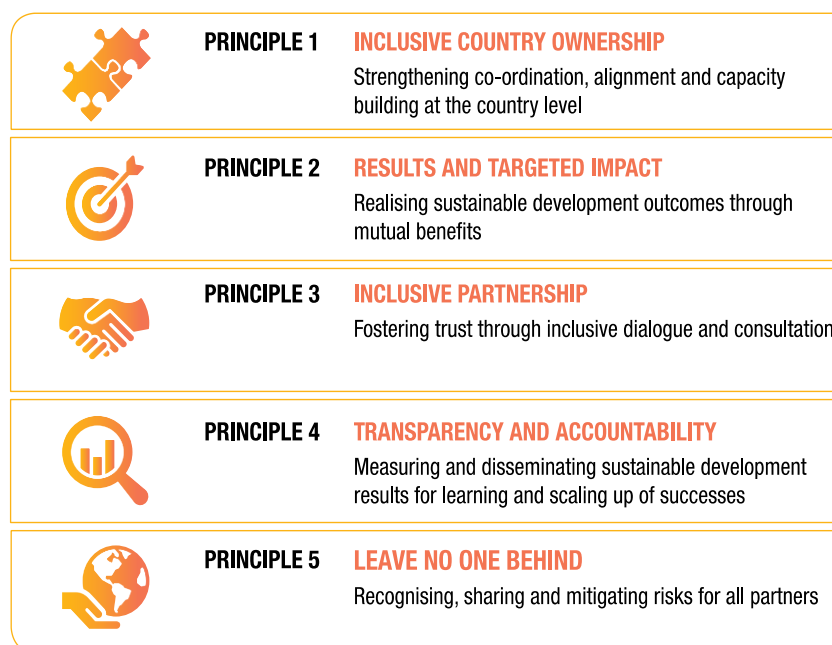 PRINCIPLE 1 INCLUSIVE COUNTRY OWNERSHIP
Strengthening co-ordination, alignment and capacity
building at the country level
PRINCIPLE 2 RESULTS AND TARGETED IMPACT
Realising sustainable development outcomes through
mutual benefits
PRINCIPLE 3 INCLUSIVE PARTNERSHIP
Fostering trust through inclusive dialogue and consultation
PRINCIPLE 4 TRANSPARENCY AND ACCOUNTABILITY
Measuring and disseminating sustainable development
results for learning and scaling up of successes
PRINCIPLE 5 LEAVE NO ONE BEHIND
Recognising, sharing and mitigating risks for all partners